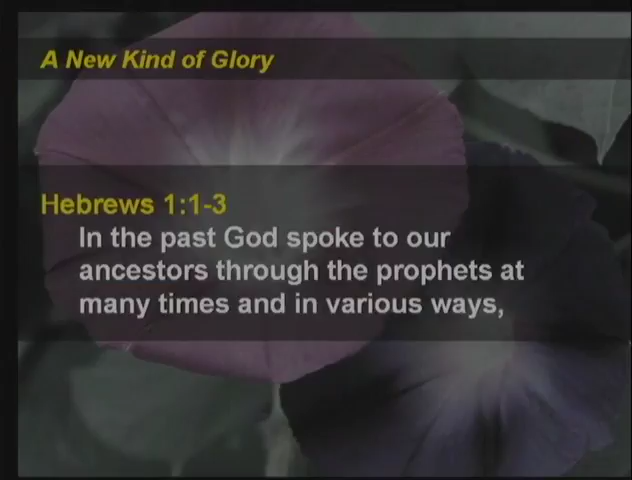 A New Kind of Glory
Hebrews 1:1-3
In the past God spoke to our
ancestors through the prophets at
many times and in various ways,